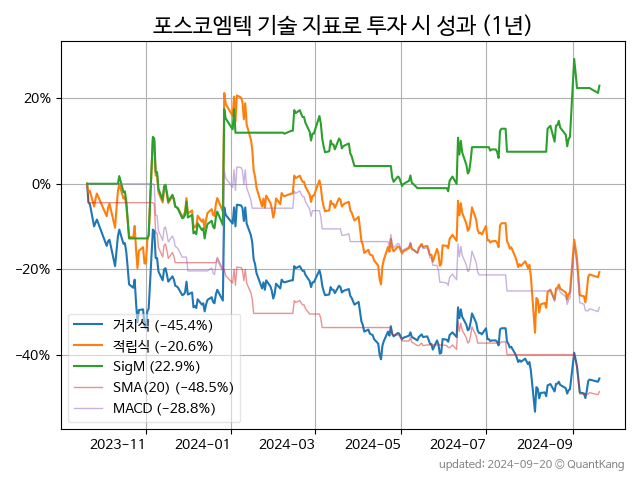 포스코엠텍 기술 지표로 투자 시 성과 (1년)
20%
0%
−20%
−40%
거치식 (−45.4%)
적립식 (−20.6%)
SigM (22.9%)
SMA(20) (−48.5%)
MACD (−28.8%)
2023-11
2024-01
2024-03
2024-05
2024-07
2024-09
updated: 2024-09-20 @ QuantKang